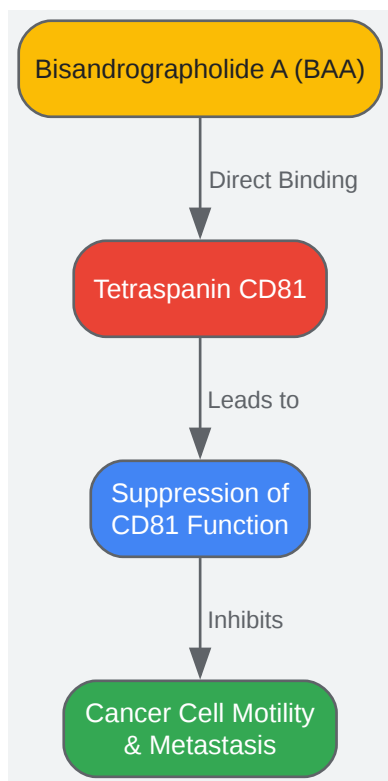 Bisandrographolide A (BAA)
Direct Binding
Tetraspanin CD81
Leads to
Suppression of
CD81 Function
Inhibits
Cancer Cell Motility
& Metastasis